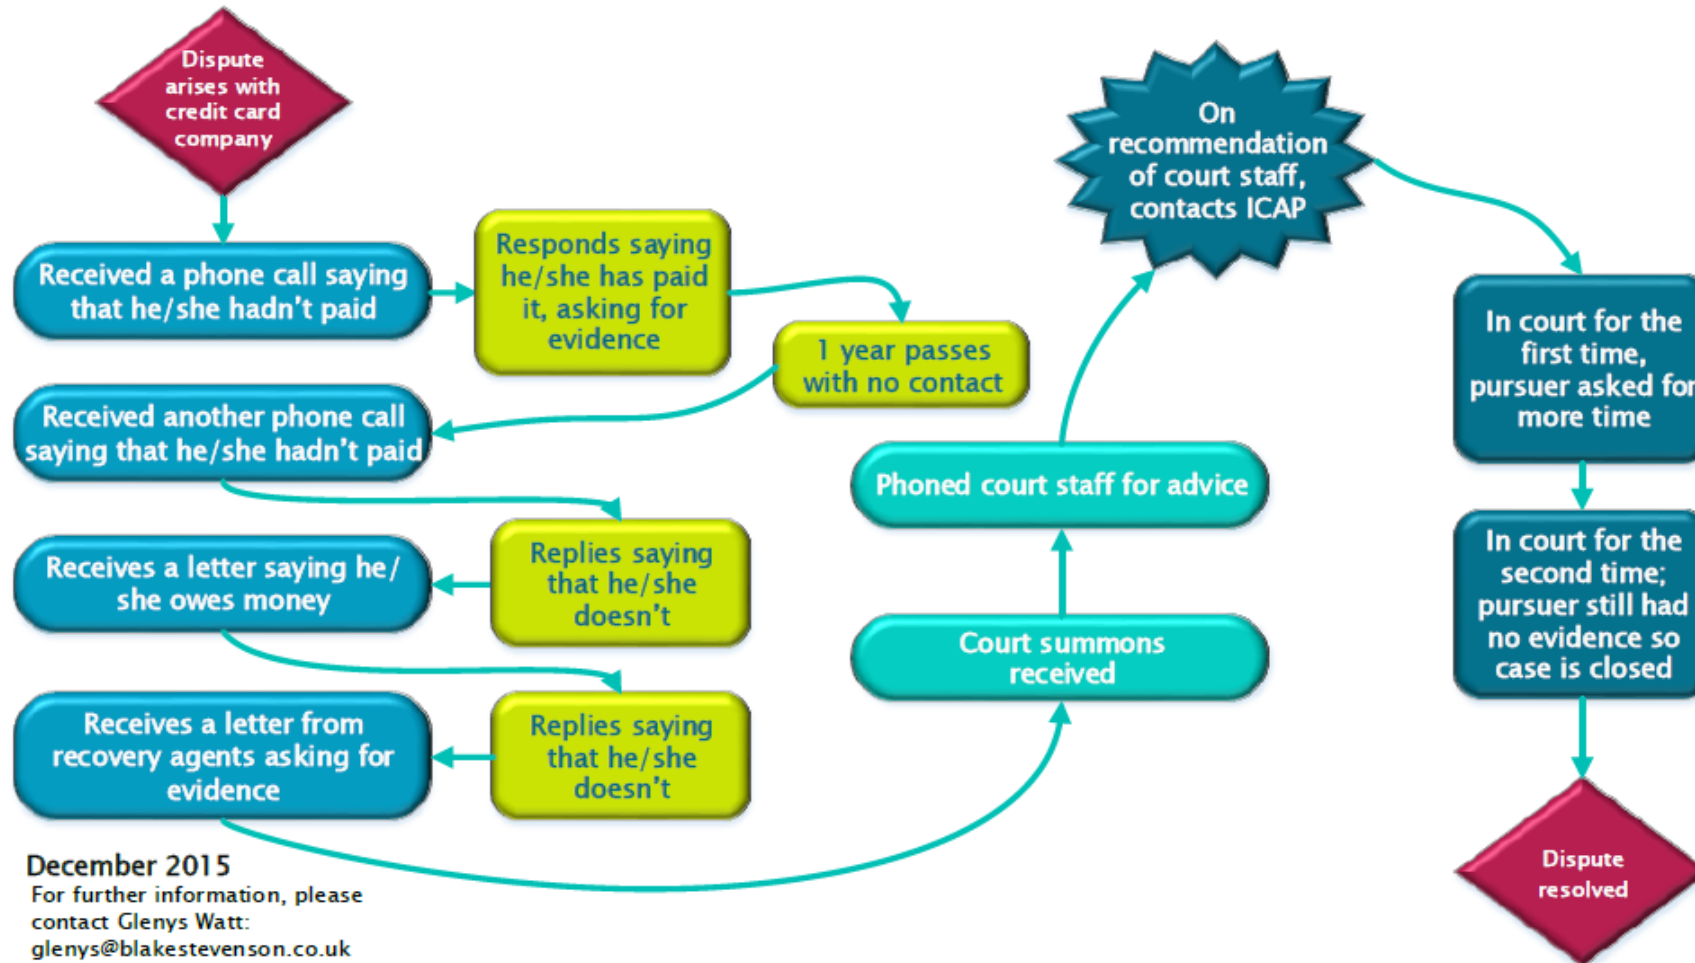 Dispute
arises with
credit card
company
Received a phone call saying
that he/she hadn't paid
Responds saying
he/she has paid
it, asking for
evidence
1 year passes
with no contact
Received another phone call
saying that he/she hadn't paid
Replies saying
that he/she
doesn't
Receives a letter saying he/
she owes money
Replies saying
that he/she
doesn't
Receives a letter from
recovery agents asking for
evidence
Court summons
received
Phoned court staff for advice
On
recommendation
of court staff,
contacts ICAP
In court for the
first time,
pursuer asked for
more time
In court for the
second time;
pursuer still had
no evidence so
case is closed
Dispute
resolved
December 2015
For further information, please
contact Glenys Watt:
glenys@blakestevenson.co.uk